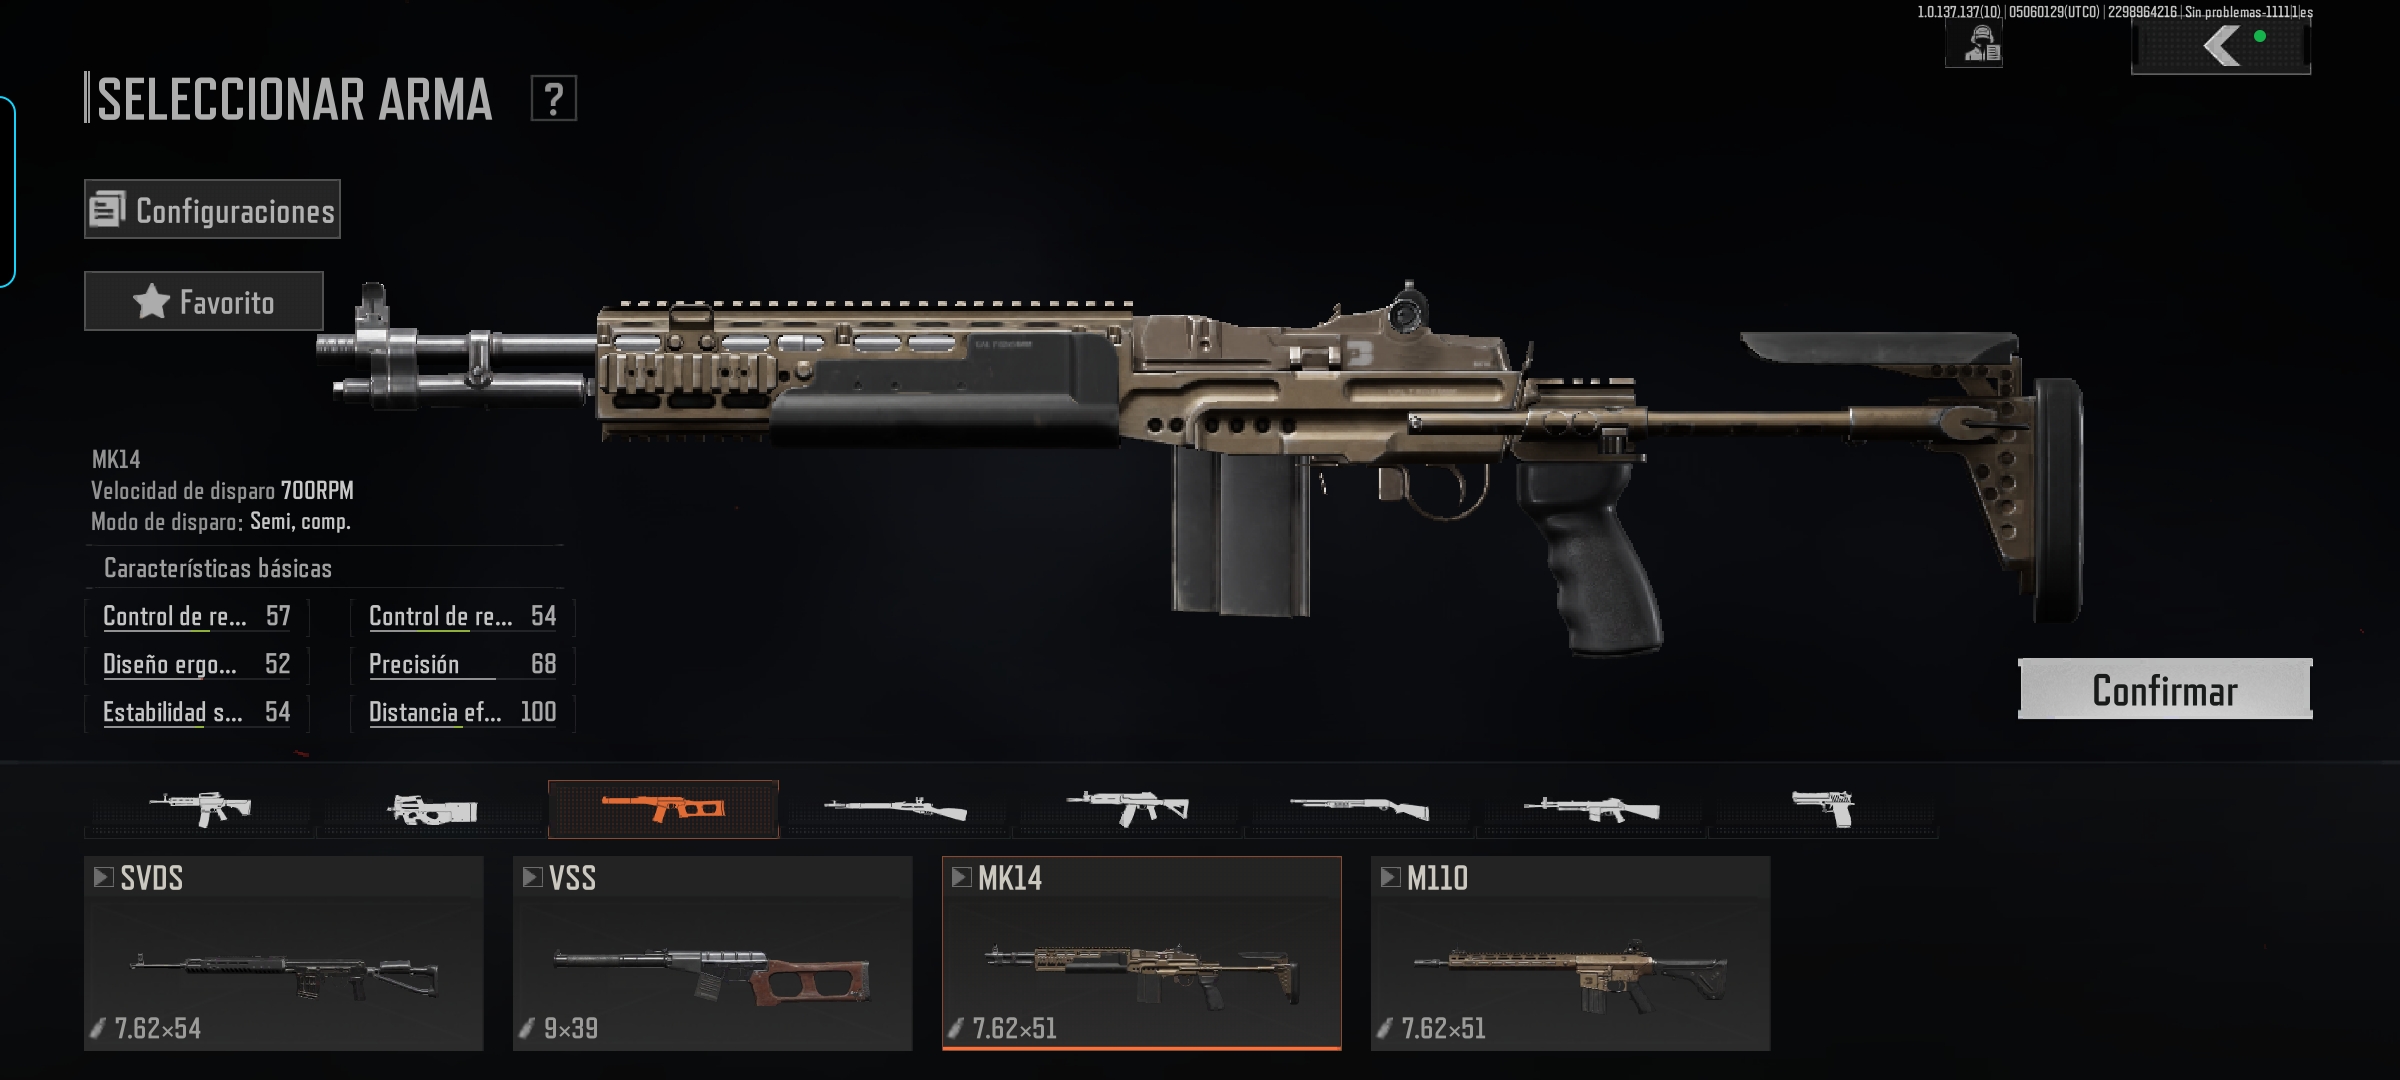 1.0.137.137(10) | 05060129(UTC0) | 2298964216 | Sin problemas-1111|1|es
SELECCIONAR ARMA ?
Configuraciones
Favorito
MK14
Velocidad de disparo 700RPM
Modo de disparo: Semi, comp.
Características básicas
Control de re... 57
Control de re... 54
Diseño ergo... 52
Precisión 68
Estabilidad s... 54
Distancia ef... 100
Confirmar
SVDS
VSS
MK14
M110
7.62×54
9×39
7.62×51
7.62×51